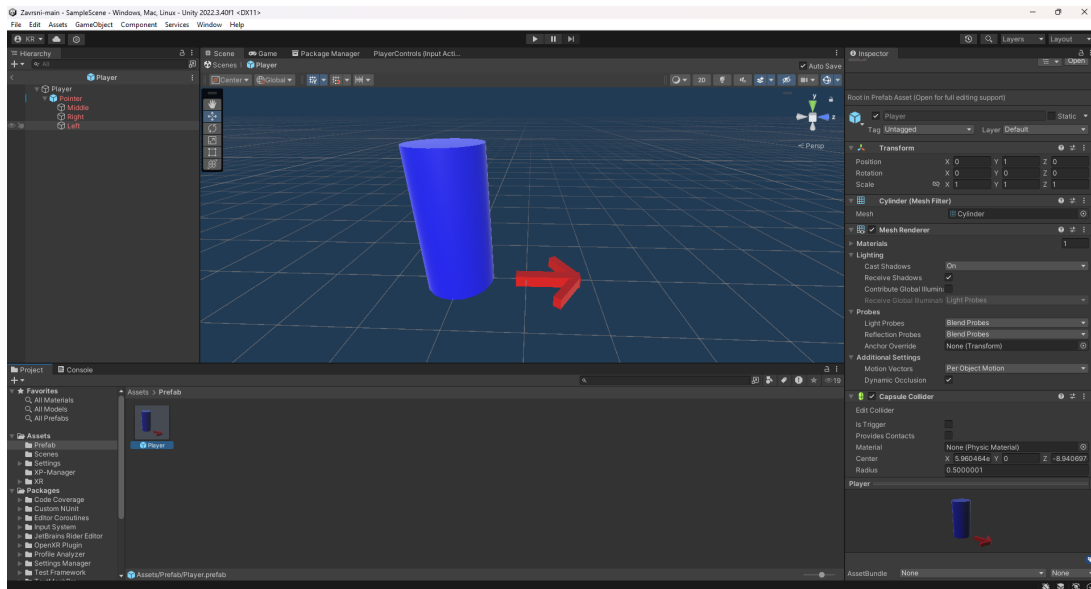 Zavrsni-main - SampleScene - Windows, Mac, Linux - Unity 2022.3.40f1 <DX11>
File Edit Assets GameObject Component Services Window Help
KR
Layers
Layout
Hierarchy
All
Player
Player
Pointer
Middle
Right
Left
Scene
Game
Package Manager
PlayerControls (Input Acti...
Scenes
Player
Auto Save
Center
Global
2D
y
z
< Persp
Inspector
Open
Root in Prefab Asset (Open for full editing support)
Player
Static
Tag Untagged
Layer Default
Transform
Position X 0 Y 1 Z 0
Rotation X 0 Y 0 Z 0
Scale X 1 Y 1 Z 1
Cylinder (Mesh Filter)
Mesh Cylinder
Mesh Renderer
Materials 1
Lighting
Cast Shadows On
Receive Shadows
Contribute Global Illumin
Receive Global Illuminati Light Probes
Probes
Light Probes Blend Probes
Reflection Probes Blend Probes
Anchor Override None (Transform)
Additional Settings
Motion Vectors Per Object Motion
Dynamic Occlusion
Capsule Collider
Edit Collider
Is Trigger
Provides Contacts
Material None (Physic Material)
Center X 5.960464e Y 0 Z -8.940697
Radius 0.5000001
Player
AssetBundle None None
Project
Console
19
Favorites
All Materials
All Models
All Prefabs
Assets
Prefab
Scenes
Settings
XP-Manager
XR
Packages
Code Coverage
Custom NUnit
Editor Coroutines
Input System
JetBrains Rider Editor
OpenXR Plugin
Profile Analyzer
Settings Manager
Test Framework
Assets > Prefab
Player
Assets/Prefab/Player.prefab